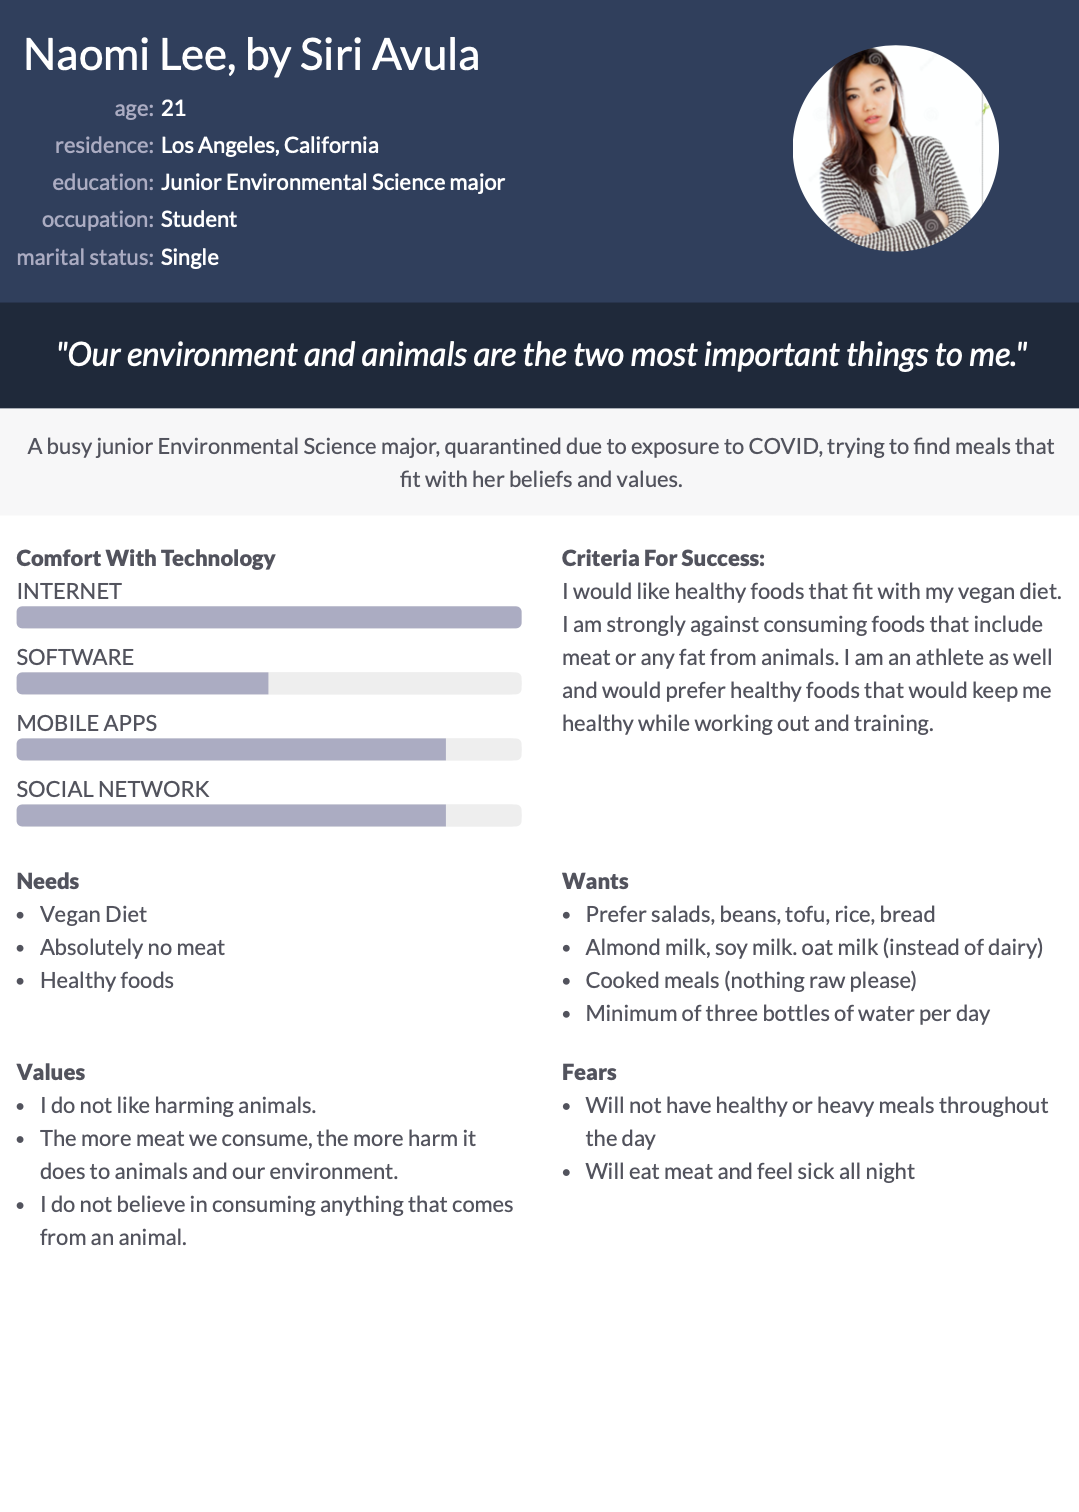 Naomi Lee, by Siri Avula
age: 21
residence: Los Angeles, California
education: Junior Environmental Science major
occupation: Student
marital status: Single
"Our environment and animals are the two most important things to me."
A busy junior Environmental Science major, quarantined due to exposure to COVID, trying to find meals that
fit with her beliefs and values.
Comfort With Technology
INTERNET
SOFTWARE
MOBILE APPS
SOCIAL NETWORK
Criteria For Success:
I would like healthy foods that fit with my vegan diet.
I am strongly against consuming foods that include
meat or any fat from animals. I am an athlete as well
and would prefer healthy foods that would keep me
healthy while working out and training.
Needs
• Vegan Diet
• Absolutely no meat
• Healthy foods
Wants
• Prefer salads, beans, tofu, rice, bread
• Almond milk, soy milk. oat milk (instead of dairy)
• Cooked meals (nothing raw please)
• Minimum of three bottles of water per day
Values
• I do not like harming animals.
• The more meat we consume, the more harm it
does to animals and our environment.
• I do not believe in consuming anything that comes
from an animal.
Fears
• Will not have healthy or heavy meals throughout
the day
• Will eat meat and feel sick all night